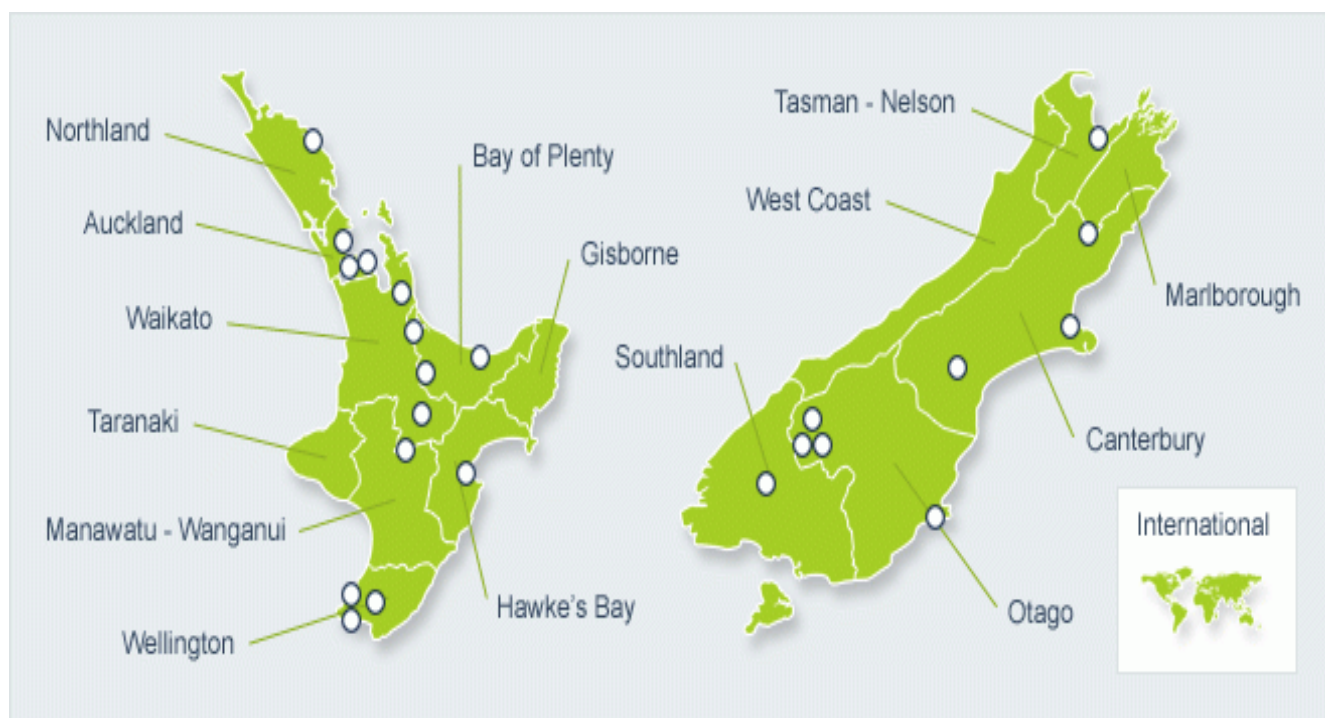 Northland
Bay of Plenty
Auckland
Gisborne
Waikato
Taranaki
Manawatu - Wanganui
Hawke's Bay
Wellington
Tasman - Nelson
West Coast
Marlborough
Southland
Canterbury
International
Otago